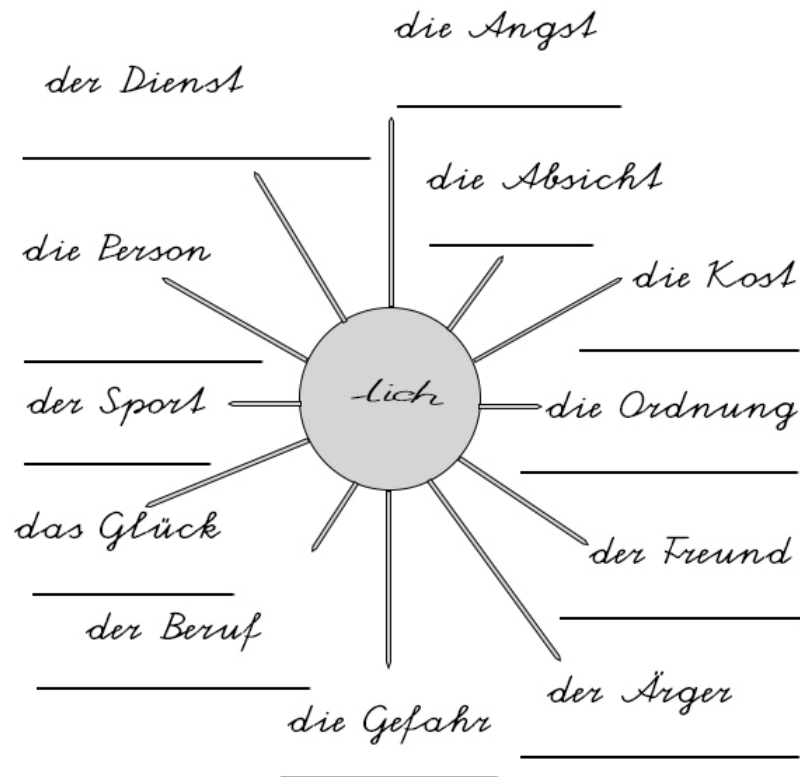 die Angst
der Dienst
die Absicht
die Person
die Kost
-lich
der Sport
die Ordnung
das Glück
der Freund
der Beruf
der Ärger
die Gefahr